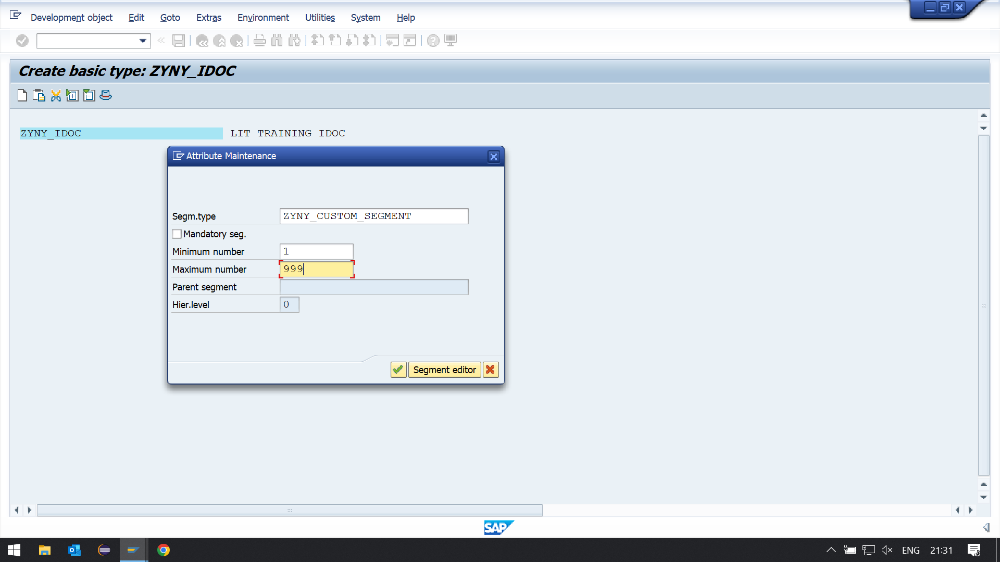 Development object Edit Goto Extras Environment Utilities System Help
Create basic type: ZYNY_IDOC
ZYNY_IDOC LIT TRAINING IDOC
Attribute Maintenance
Segm.type ZYNY_CUSTOM_SEGMENT
Mandatory seg.
Minimum number 1
Maximum number 999
Parent segment
Hier.level 0
Segment editor
SAP
ENG 21:31